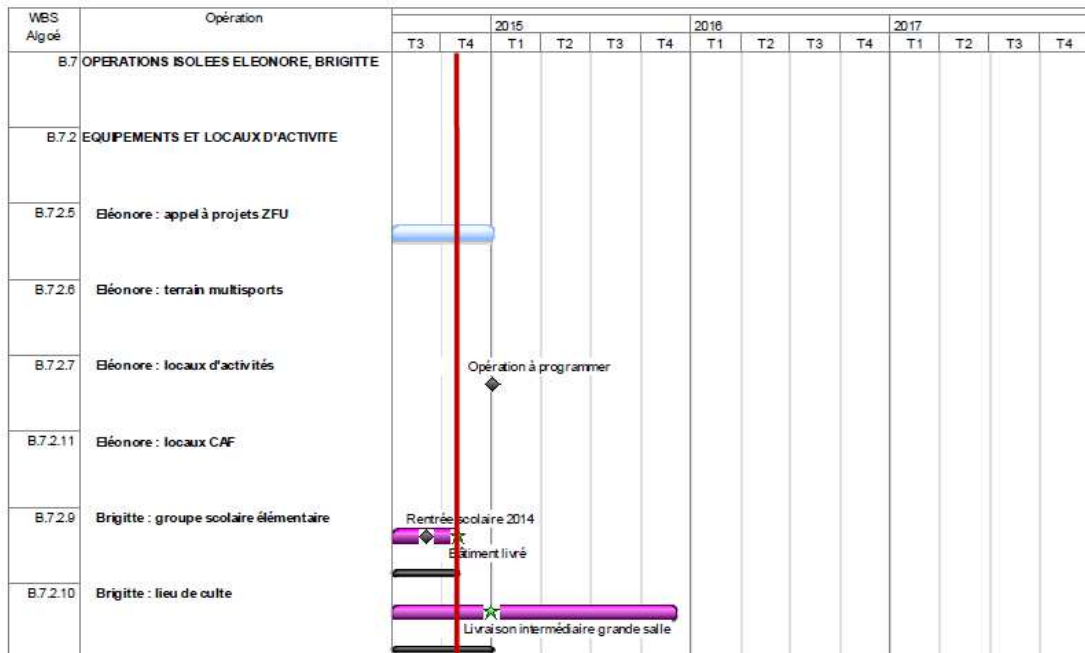 WBS
Algoé
Opération
2015
2016
2017
T3 T4 T1 T2 T3 T4 T1 T2 T3 T4 T1 T2 T3 T4
B.7 OPERATIONS ISOLEES ELEONORE, BRIGITTE
B.7.2 EQUIPEMENTS ET LOCAUX D'ACTIVITE
B.7.2.5 Eléonore : appel à projets ZFU
B.7.2.6 Eléonore : terrain multisports
B.7.2.7 Eléonore : locaux d'activités
Opération à programmer
B.7.2.11 Eléonore : locaux CAF
B.7.2.9 Brigitte : groupe scolaire élémentaire
Rentrée scolaire 2014
Bâtiment livré
B.7.2.10 Brigitte : lieu de culte
Livraison intermédiaire grande salle